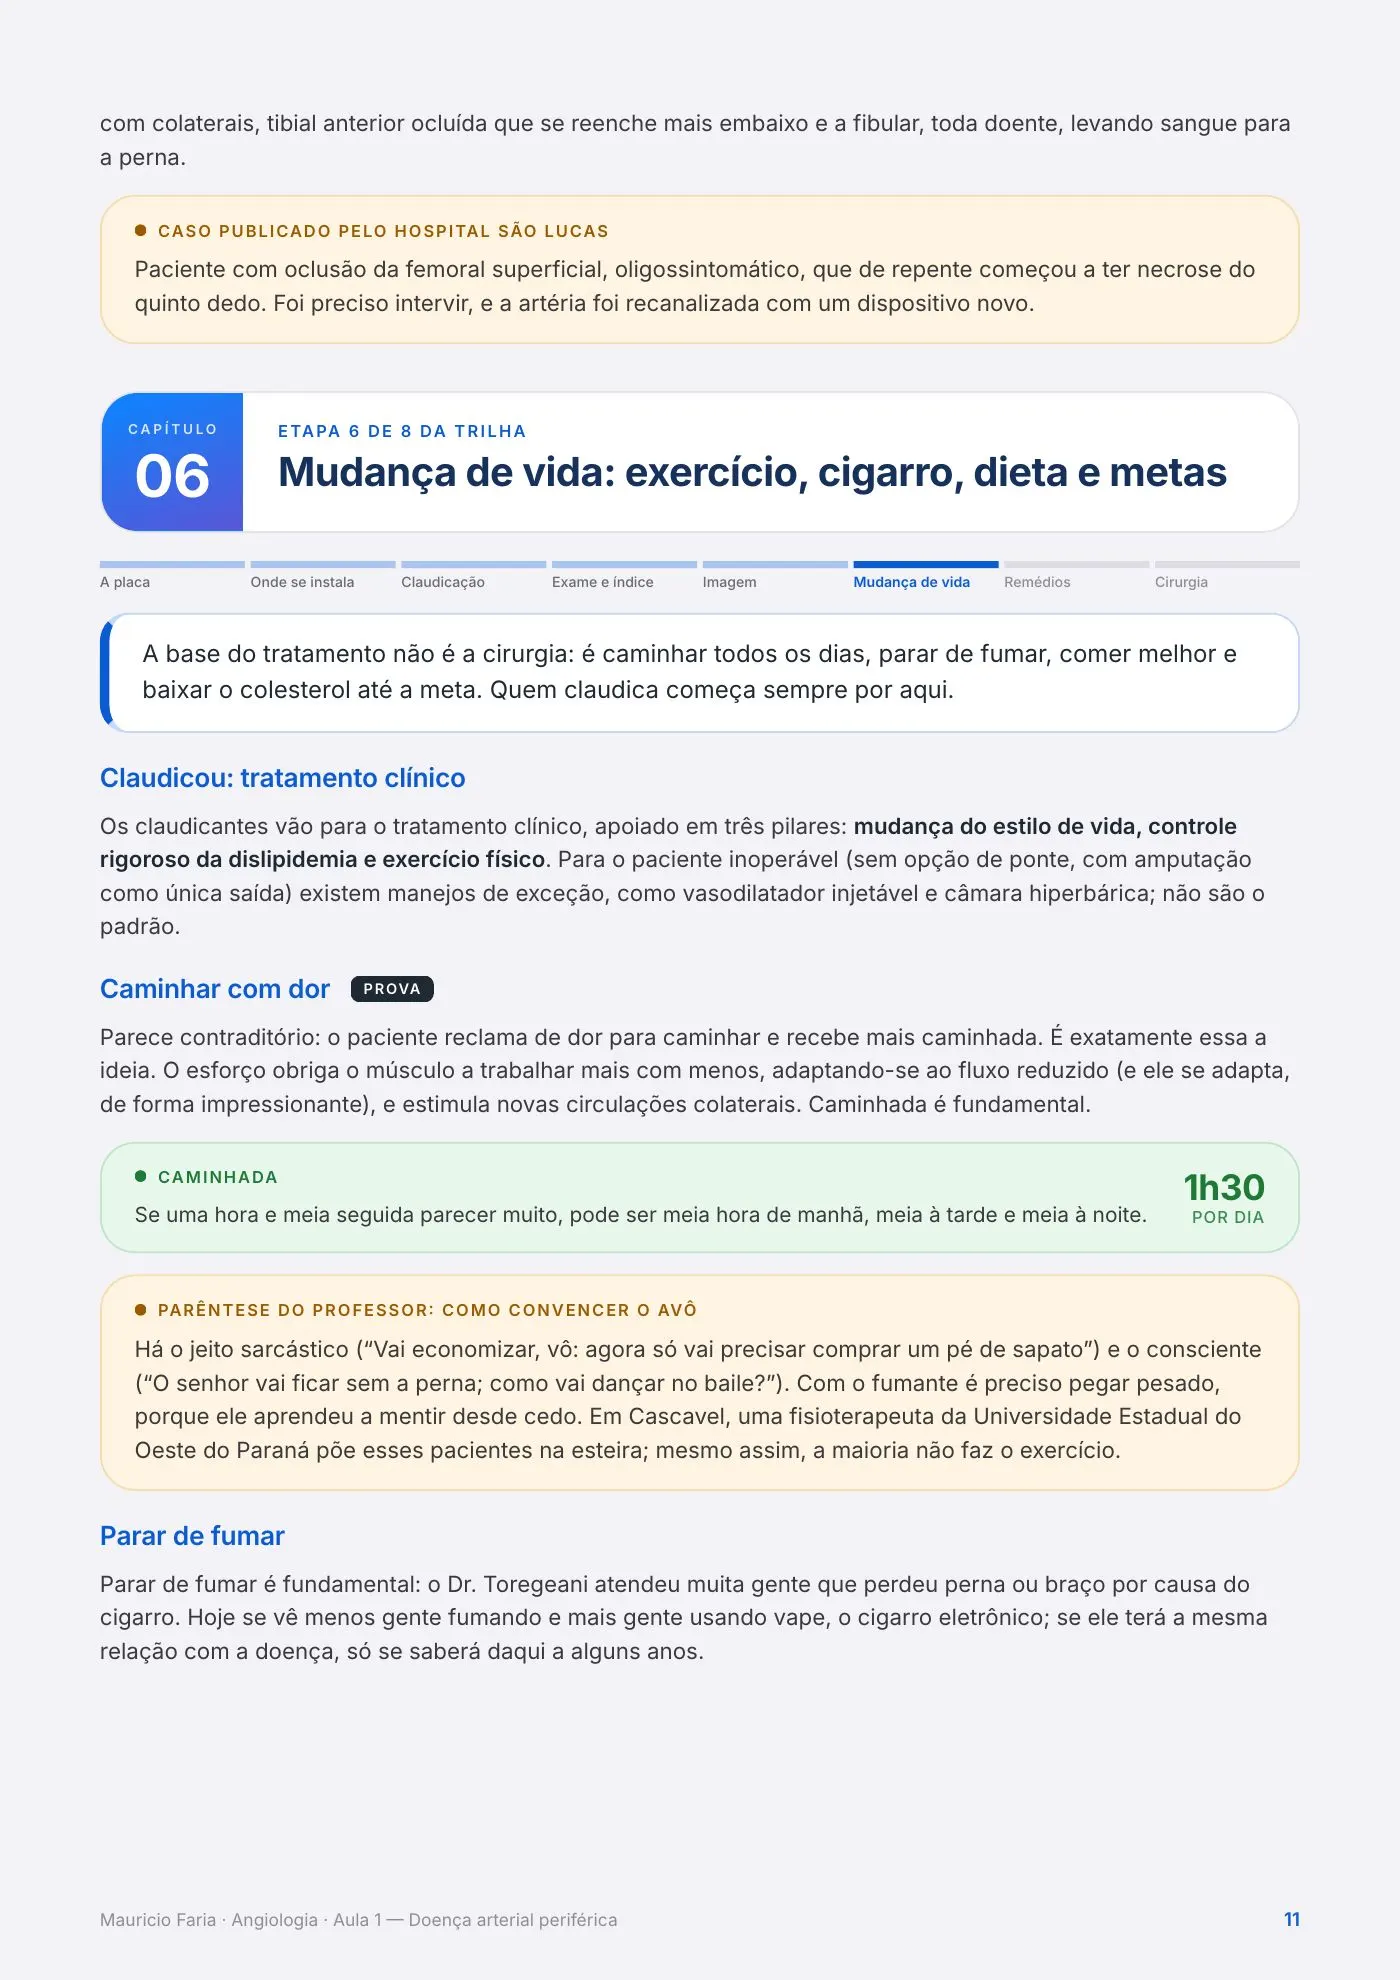 com colaterais, tibial anterior ocluída que se reenche mais embaixo e a fibular, toda doente, levando sangue para
a perna.
CASO PUBLICADO PELO HOSPITAL SÃO LUCAS
Paciente com oclusão da femoral superficial, oligossintomático, que de repente começou a ter necrose do
quinto dedo. Foi preciso intervir, e a artéria foi recanalizada com um dispositivo novo.
CAPÍTULO
06
ETAPA 6 DE 8 DA TRILHA
Mudança de vida: exercício, cigarro, dieta e metas
A placa
Onde se instala
Claudicação
Exame e índice
Imagem
Mudança de vida
Remédios
Cirurgia
A base do tratamento não é a cirurgia: é caminhar todos os dias, parar de fumar, comer melhor e
baixar o colesterol até a meta. Quem claudica começa sempre por aqui.
Claudicou: tratamento clínico
Os claudicantes vão para o tratamento clínico, apoiado em três pilares: mudança do estilo de vida, controle
rigoroso da dislipidemia e exercício físico. Para o paciente inoperável (sem opção de ponte, com amputação
como única saída) existem manejos de exceção, como vasodilatador injetável e câmara hiperbárica; não são o
padrão.
Caminhar com dor PROVA
Parece contraditório: o paciente reclama de dor para caminhar e recebe mais caminhada. É exatamente essa a
ideia. O esforço obriga o músculo a trabalhar mais com menos, adaptando-se ao fluxo reduzido (e ele se adapta,
de forma impressionante), e estimula novas circulações colaterais. Caminhada é fundamental.
CAMINHADA
Se uma hora e meia seguida parecer muito, pode ser meia hora de manhã, meia à tarde e meia à noite.
1h30
POR DIA
PARÊNTESE DO PROFESSOR: COMO CONVENCER O AVÔ
Há o jeito sarcástico (“Vai economizar, vô: agora só vai precisar comprar um pé de sapato”) e o consciente
(“O senhor vai ficar sem a perna; como vai dançar no baile?”). Com o fumante é preciso pegar pesado,
porque ele aprendeu a mentir desde cedo. Em Cascavel, uma fisioterapeuta da Universidade Estadual do
Oeste do Paraná põe esses pacientes na esteira; mesmo assim, a maioria não faz o exercício.
Parar de fumar
Parar de fumar é fundamental: o Dr. Toregeani atendeu muita gente que perdeu perna ou braço por causa do
cigarro. Hoje se vê menos gente fumando e mais gente usando vape, o cigarro eletrônico; se ele terá a mesma
relação com a doença, só se saberá daqui a alguns anos.
Mauricio Faria · Angiologia · Aula 1 — Doença arterial periférica
11